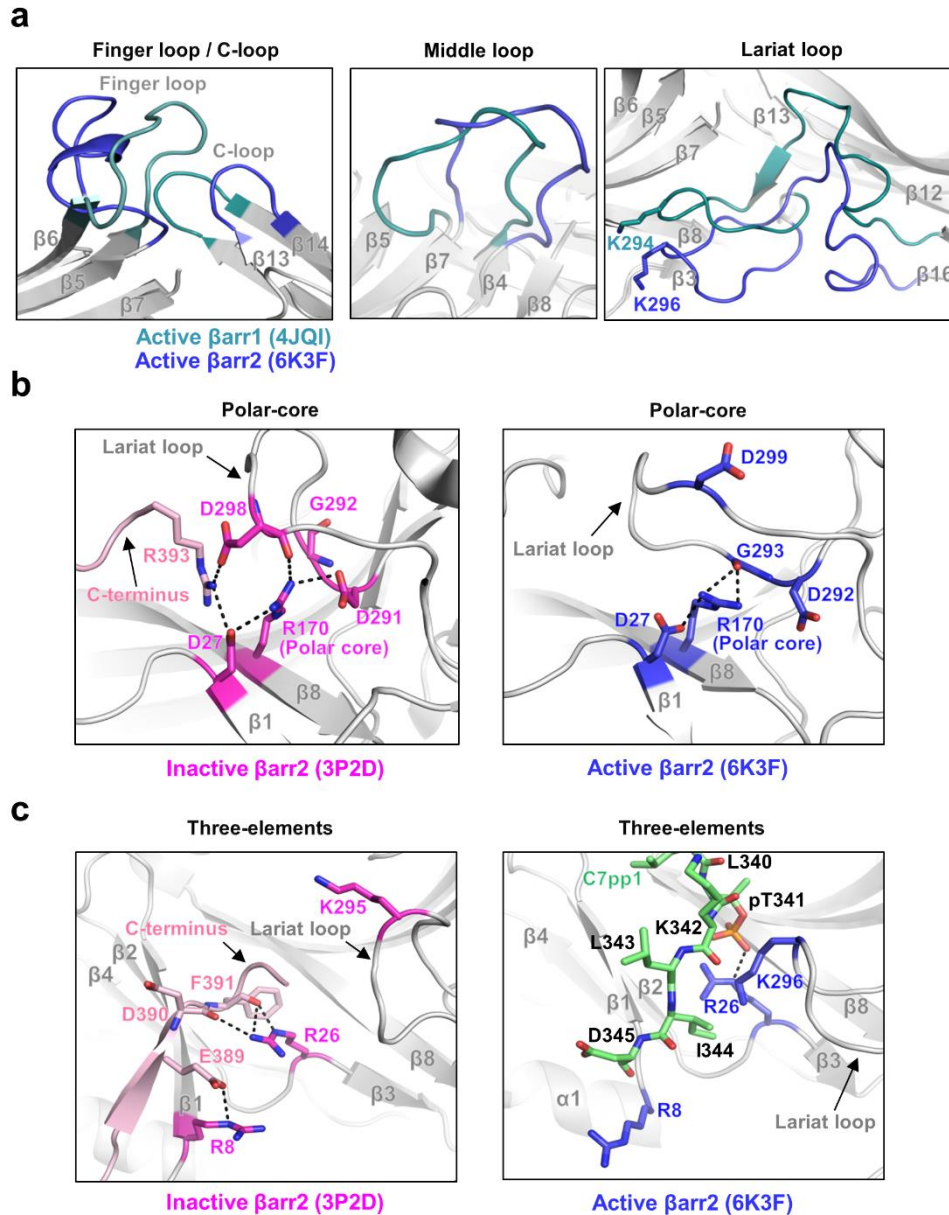 a
Finger loop / C-loop
Middle loop
Lariat loop
Finger loop
C-loop
β6
β5
β7
β13
β14
β5
β7
β4
β8
β6
β5
β7
β13
β12
β8
β3
β16
K294
K296
Active βarr1 (4JQI)
Active βarr2 (6K3F)
b
Polar-core
Polar-core
Lariat loop
D298
G292
R393
C-terminus
D291
D27
R170
(Polar core)
β8
β1
D299
Lariat loop
G293
D292
D27
R170
(Polar core)
β8
β1
Inactive βarr2 (3P2D)
Active βarr2 (6K3F)
c
Three-elements
Three-elements
K295
C-terminus
Lariat loop
β2
β4
F391
D390
R26
E389
β8
β3
β1
R8
L340
C7pp1
pT341
K342
β4
L343
K296
β1
β2
R26
β8
D345
I344
β3
α1
R8
Lariat loop
Inactive βarr2 (3P2D)
Active βarr2 (6K3F)